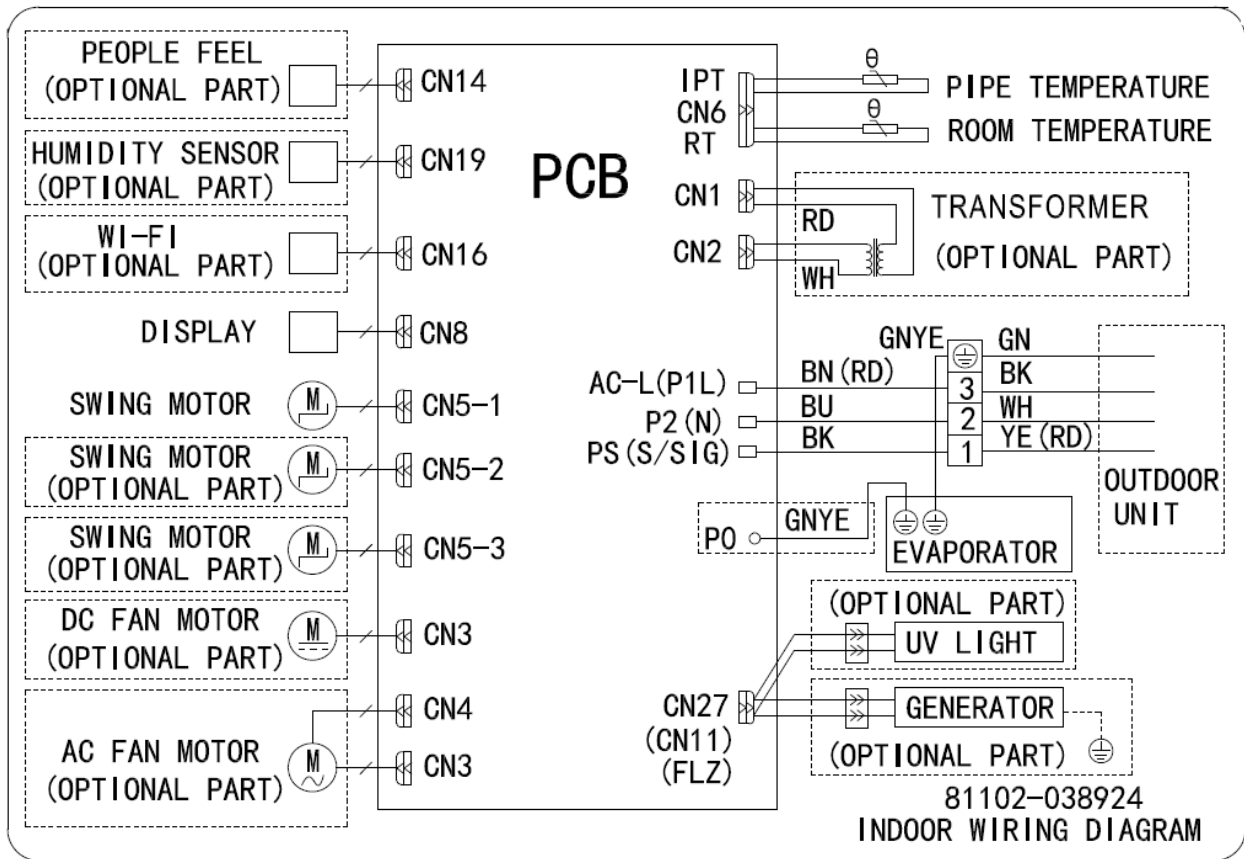 PEOPLE FEEL
(OPTIONAL PART)
CN14
HUMIDITY SENSOR
(OPTIONAL PART)
CN19
WI-FI
(OPTIONAL PART)
CN16
DISPLAY
CN8
SWING MOTOR
M
CN5-1
SWING MOTOR
(OPTIONAL PART)
M
CN5-2
SWING MOTOR
(OPTIONAL PART)
M
CN5-3
DC FAN MOTOR
(OPTIONAL PART)
M
CN3
AC FAN MOTOR
(OPTIONAL PART)
M
CN4
CN3
PCB
IPT
CN6
RT
θ
PIPE TEMPERATURE
θ
ROOM TEMPERATURE
CN1
CN2
RD
WH
TRANSFORMER
(OPTIONAL PART)
AC-L(P1L)
P2(N)
PS(S/SIG)
BN(RD)
BU
BK
GNYE
3
2
1
GN
BK
WH
YE(RD)
OUTDOOR
UNIT
P0
GNYE
EVAPORATOR
(OPTIONAL PART)
UV LIGHT
CN27
(CN11)
(FLZ)
GENERATOR
(OPTIONAL PART)
81102-038924
INDOOR WIRING DIAGRAM